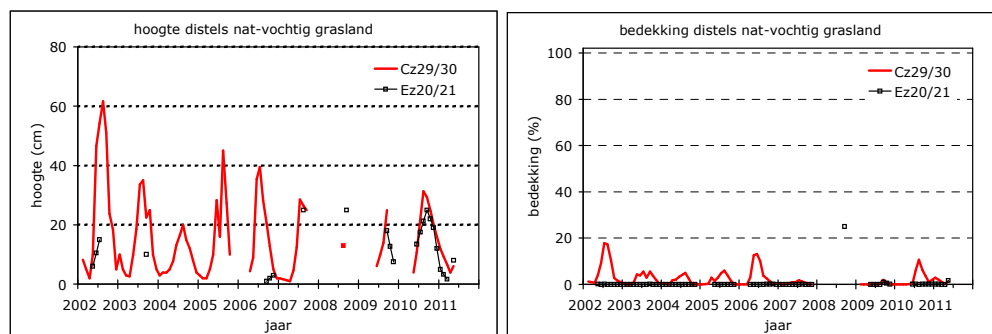 hoogte distels nat-vochtig grasland
80
60
40
20
0
hoogte (cm)
Cz29/30
Ez20/21
2002 2003 2004 2005 2006 2007 2008 2009 2010 2011
jaar
bedekking distels nat-vochtig grasland
100
80
60
40
20
0
bedekking (%)
Cz29/30
Ez20/21
2002 2003 2004 2005 2006 2007 2008 2009 2010 2011
jaar